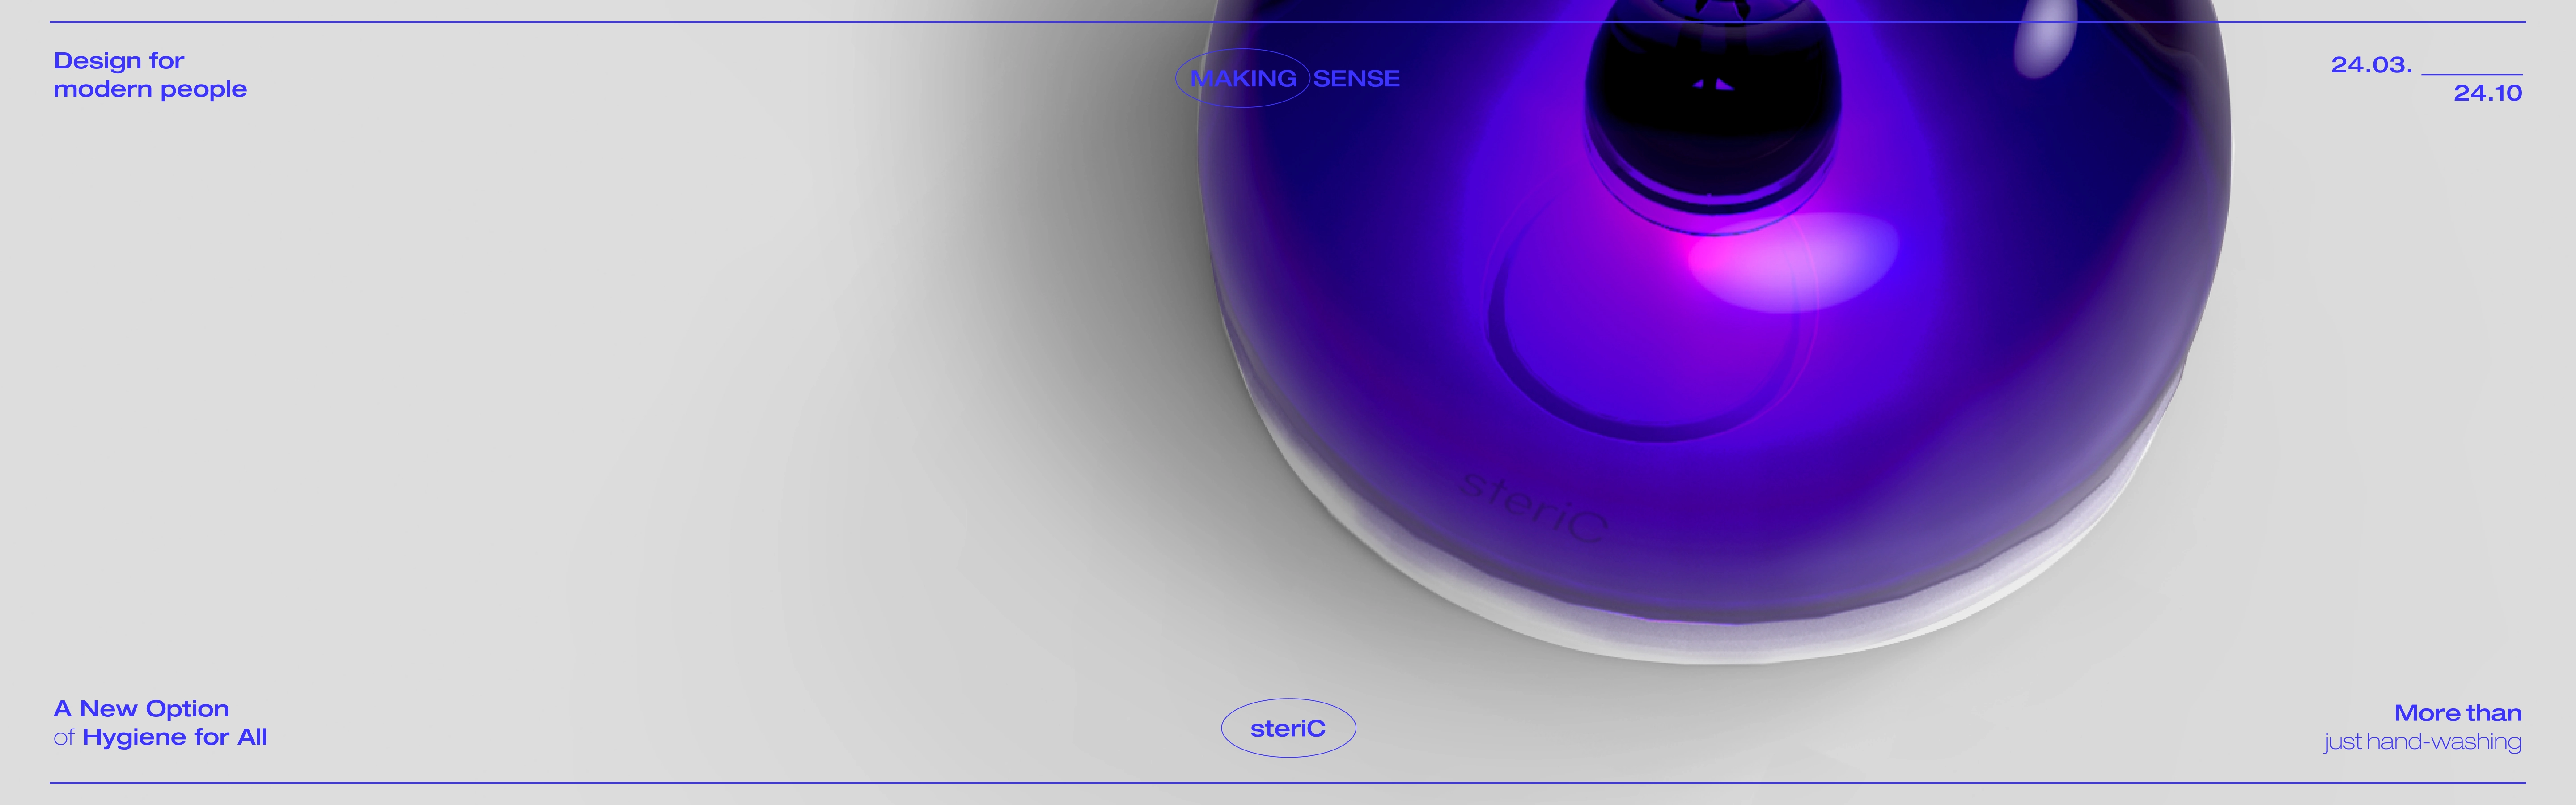 Design for
modern people
MAKING SENSE
24.03. ________
24.10
steriC
A New Option
of Hygiene for All
steriC
More than
just hand-washing